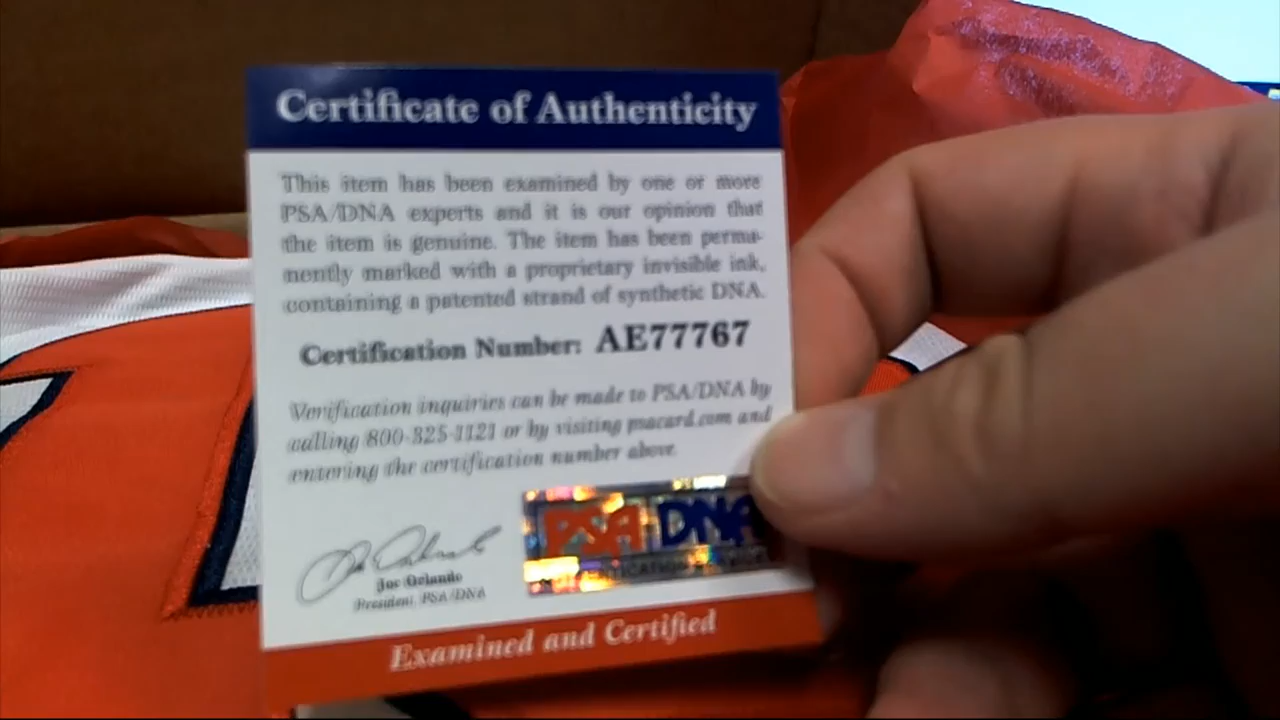 Certificate of Authenticity
This item has been examined by one or more
PSA/DNA experts and it is our opinion that
the item is genuine. The item has been perma-
nently marked with a proprietary invisible ink,
containing a patented strand of synthetic DNA.
Certification Number: AE77767
Verification inquiries can be made to PSA/DNA by
calling 800-325-1121 or by visiting psacard.com and
entering the certification number above.
PSA DNA
Joe Orlando
President, PSA/DNA
Examined and Certified